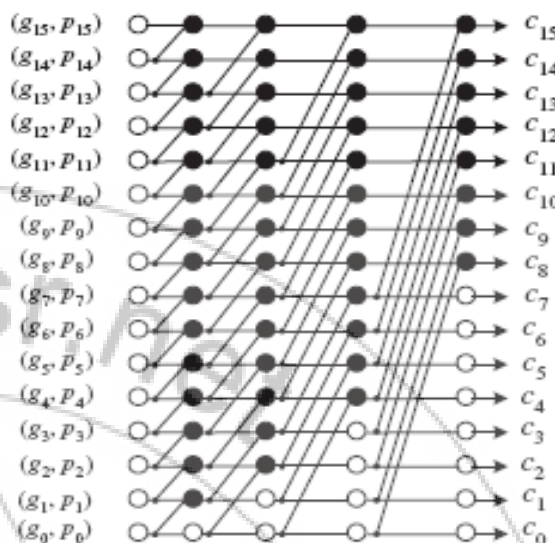 (g₁₅, p₁₅) c₁₅
(g₁₄, p₁₄) c₁₄
(g₁₃, p₁₃) c₁₃
(g₁₂, p₁₂) c₁₂
(g₁₁, p₁₁) c₁₁
(g₁₀, p₁₀) c₁₀
(g₉, p₉) c₉
(g₈, p₈) c₈
(g₇, p₇) c₇
(g₆, p₆) c₆
(g₅, p₅) c₅
(g₄, p₄) c₄
(g₃, p₃) c₃
(g₂, p₂) c₂
(g₁, p₁) c₁
(g₀, p₀) c₀